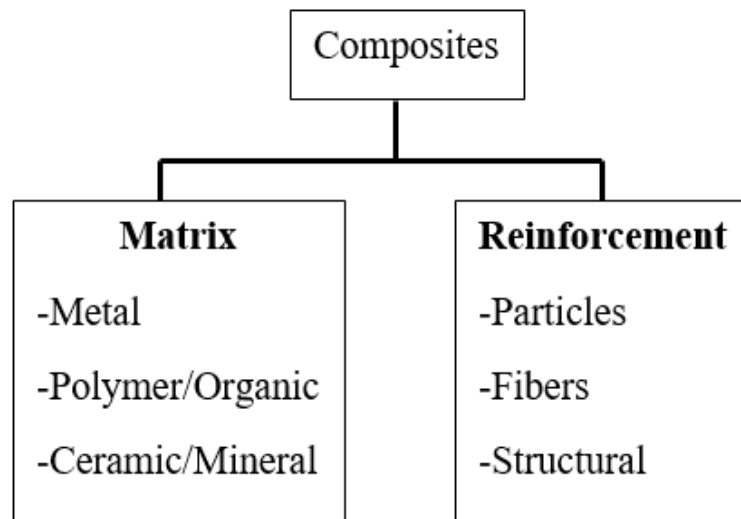 Composites
Matrix
-Metal
-Polymer/Organic
-Ceramic/Mineral
Reinforcement
-Particles
-Fibers
-Structural